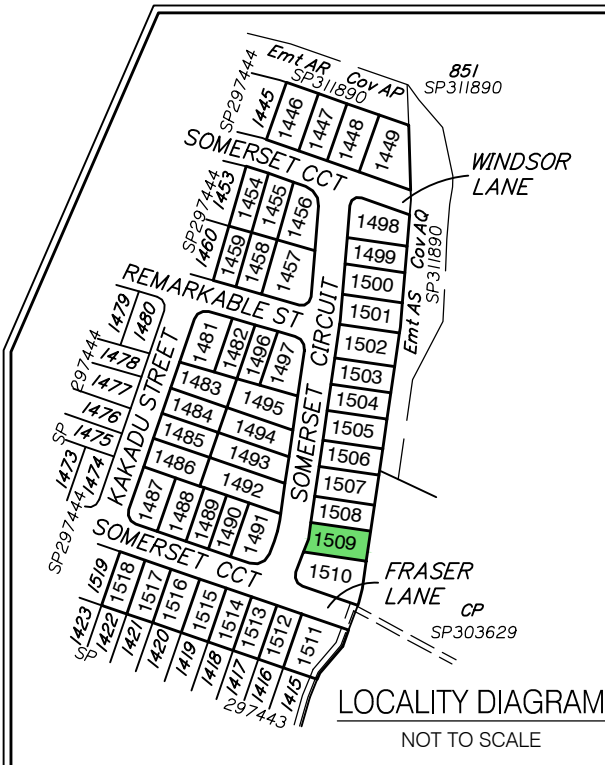 Emt AR
Cov AP
SP311890
851
SP311890
SP297444
1445
1446
1447
1448
1449
SOMERSET CCT
WINDSOR
LANE
SP297444
1453
1454
1455
1456
1460
1459
1458
1457
1498
1499
1500
1501
1502
1503
1504
1505
1506
1507
1508
1509
1510
Cov AQ
SP311890
Emt AS
REMARKABLE ST
SOMERSET CIRCUIT
1479
1480
1478
1477
1476
1475
1473
1474
297444
SP
SP297444
KAKADU STREET
1481
1482
1496
1497
1483
1495
1484
1494
1485
1493
1486
1492
1487
1488
1489
1490
1491
SOMERSET CCT
FRASER
LANE
CP
SP303629
1519
1518
1517
1516
1515
1514
1513
1512
1511
1423
1422
1421
1420
1419
1418
1417
1416
1415
SP
297443
LOCALITY DIAGRAM
NOT TO SCALE